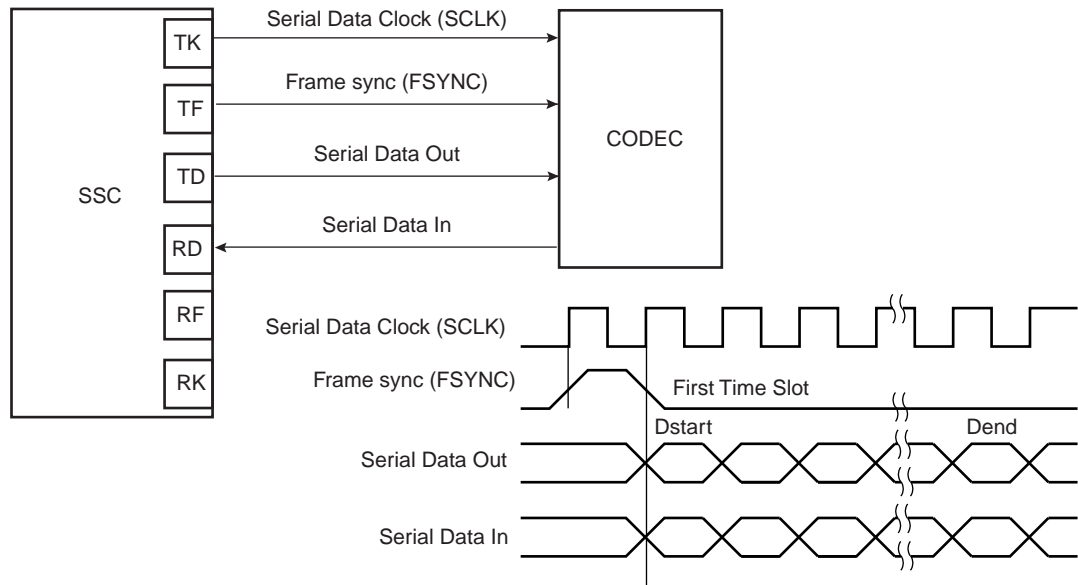 Serial Data Clock (SCLK)
TK
Frame sync (FSYNC)
TF
CODEC
Serial Data Out
TD
SSC
Serial Data In
RD
RF
Serial Data Clock (SCLK)
RK
Frame sync (FSYNC)
First Time Slot
Dstart
Dend
Serial Data Out
Serial Data In